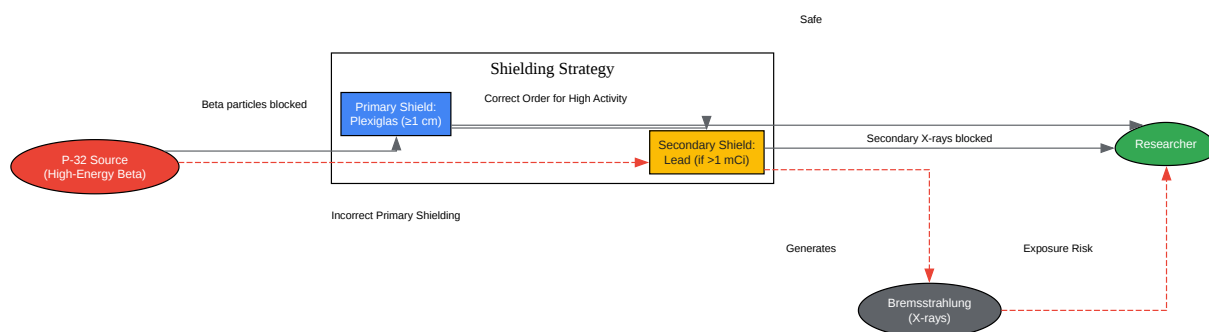 Safe
Shielding Strategy
Primary Shield:
Plexiglas (≥1 cm)
Correct Order for High Activity
Beta particles blocked
Secondary Shield:
Lead (if >1 mCi)
Secondary X-rays blocked
Researcher
P-32 Source
(High-Energy Beta)
Incorrect Primary Shielding
Generates
Exposure Risk
Bremsstrahlung
(X-rays)